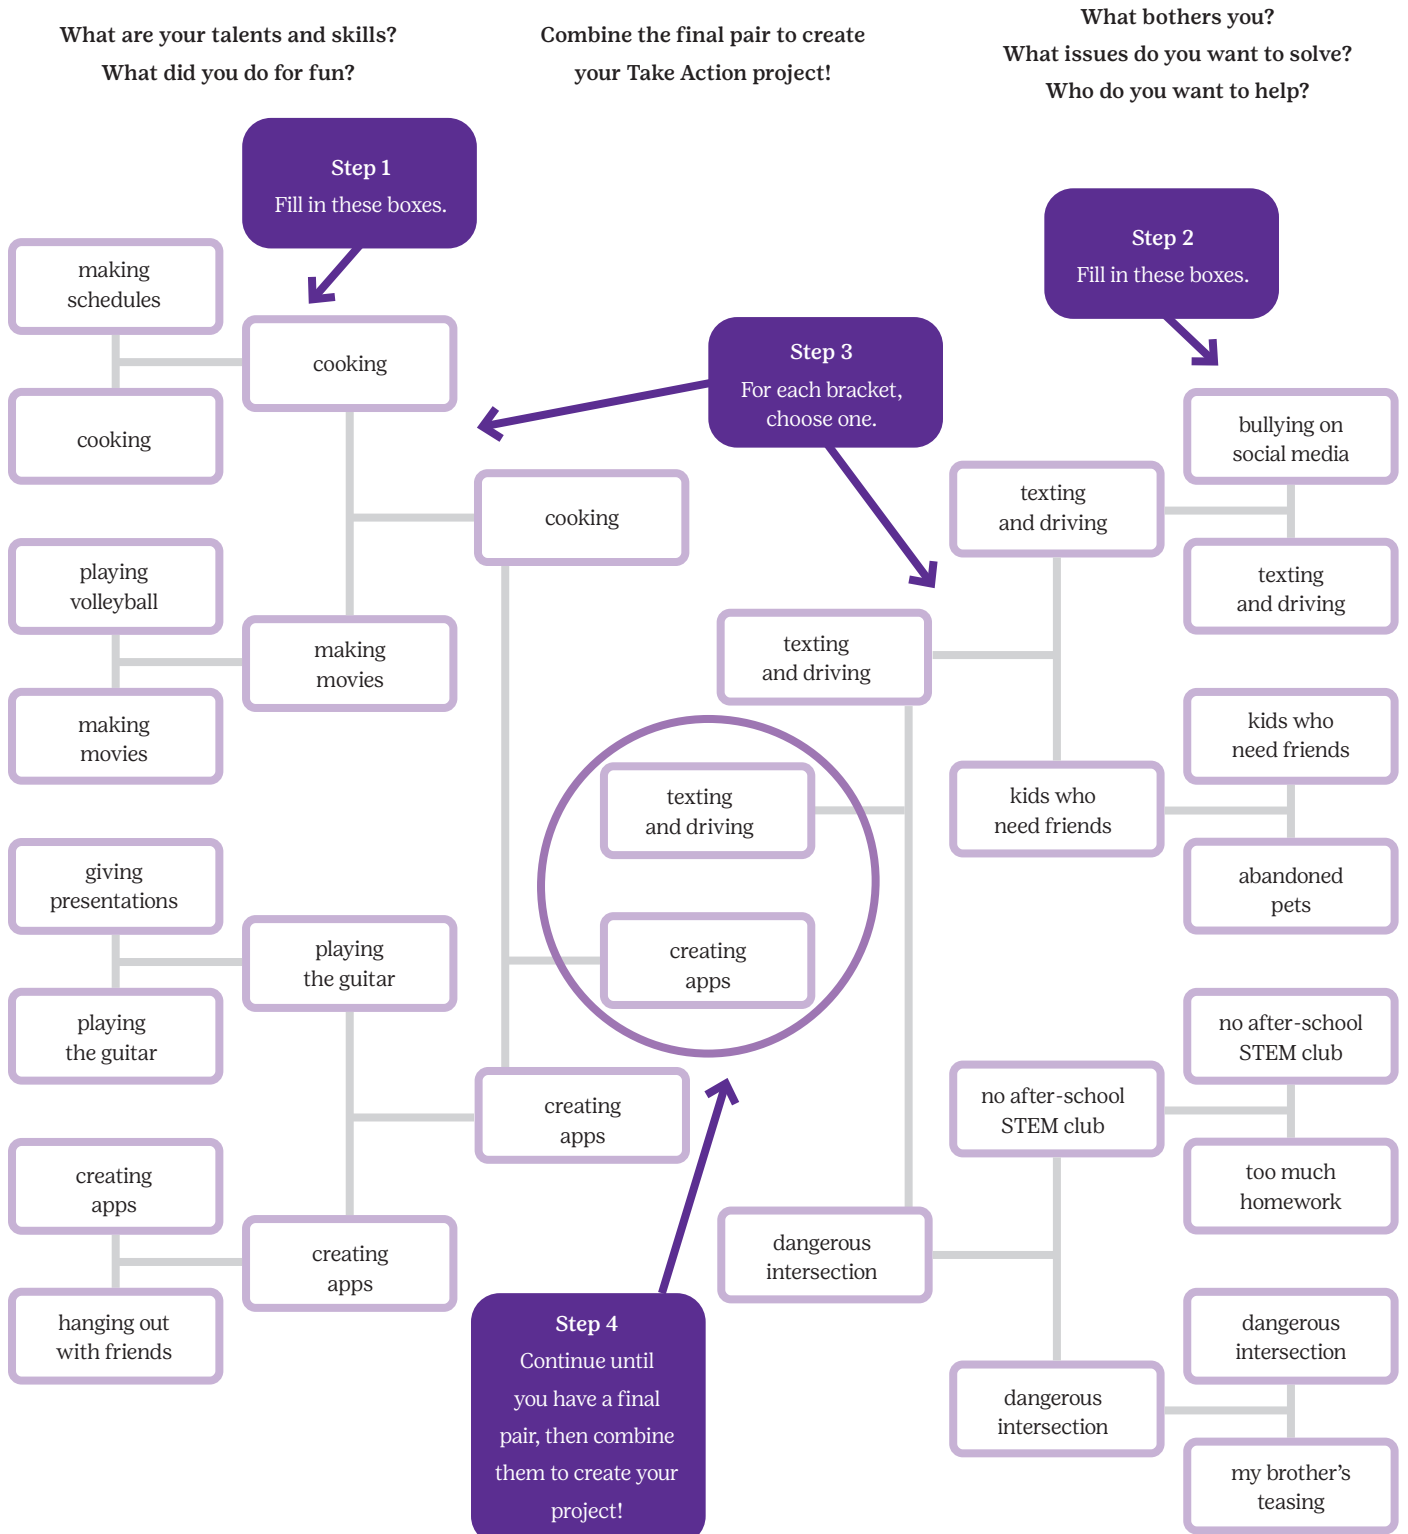 What are your talents and skills?
What did you do for fun?
Combine the final pair to create
your Take Action project!
What bothers you?
What issues do you want to solve?
Who do you want to help?
Step 1
Fill in these boxes.
Step 2
Fill in these boxes.
Step 3
For each bracket,
choose one.
making
schedules
cooking
playing
volleyball
making
movies
giving
presentations
playing
the guitar
creating
apps
hanging out
with friends
cooking
making
movies
playing
the guitar
creating
apps
cooking
creating
apps
texting
and driving
creating
apps
texting
and driving
dangerous
intersection
texting
and driving
kids who
need friends
no after-school
STEM club
dangerous
intersection
bullying on
social media
texting
and driving
kids who
need friends
abandoned
pets
no after-school
STEM club
too much
homework
dangerous
intersection
my brother’s
teasing
Step 4
Continue until
you have a final
pair, then combine
them to create your
project!